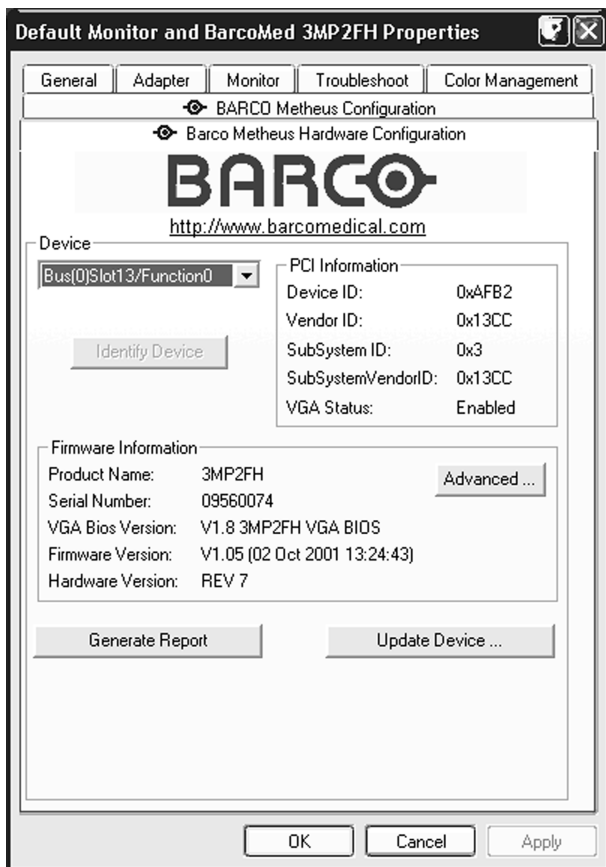 Default Monitor and BarcoMed 3MP2FH Properties
General Adapter Monitor Troubleshoot Color Management
BARCO Metheus Configuration
Barco Metheus Hardware Configuration
BARCO
http://www.barcomedical.com
Device
Bus(0)Slot13/Function0
Identify Device
PCI Information
Device ID: 0xAFB2
Vendor ID: 0x13CC
SubSystem ID: 0x3
SubSystemVendorID: 0x13CC
VGA Status: Enabled
Firmware Information
Product Name: 3MP2FH
Advanced ...
Serial Number: 09560074
VGA Bios Version: V1.8 3MP2FH VGA BIOS
Firmware Version: V1.05 (02 Oct 2001 13:24:43)
Hardware Version: REV 7
Generate Report Update Device ...
OK Cancel Apply